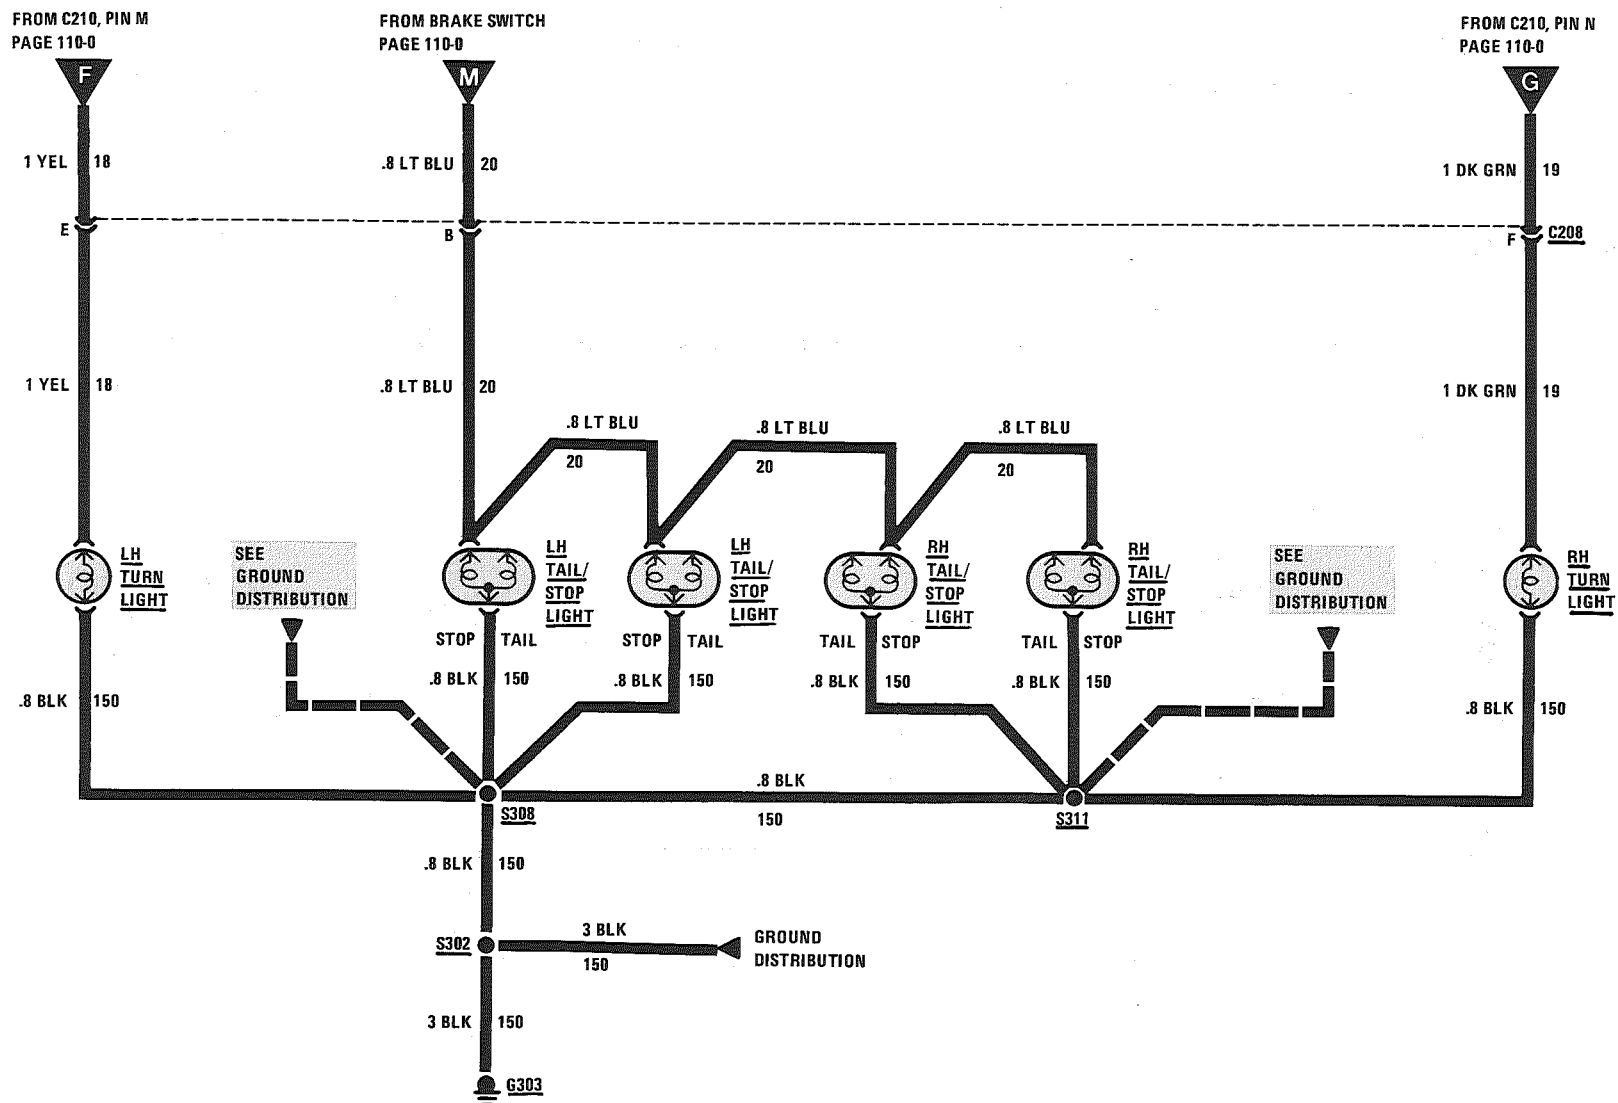 FROM C210, PIN M
PAGE 110-0
FROM BRAKE SWITCH
PAGE 110-0
FROM C210, PIN N
PAGE 110-0
F
M
G
1 YEL 18
.8 LT BLU 20
1 DK GRN 19
E
B
F C208
1 YEL 18
.8 LT BLU 20
1 DK GRN 19
.8 LT BLU
20
.8 LT BLU
20
.8 LT BLU
20
LH
TURN
LIGHT
SEE
GROUND
DISTRIBUTION
LH
TAIL/
STOP
LIGHT
LH
TAIL/
STOP
LIGHT
RH
TAIL/
STOP
LIGHT
RH
TAIL/
STOP
LIGHT
SEE
GROUND
DISTRIBUTION
RH
TURN
LIGHT
STOP TAIL
STOP TAIL
TAIL STOP
TAIL STOP
.8 BLK 150
.8 BLK 150
.8 BLK 150
.8 BLK 150
.8 BLK 150
.8 BLK 150
.8 BLK
150
S308
S311
.8 BLK 150
S302
3 BLK
150
GROUND
DISTRIBUTION
3 BLK 150
G303